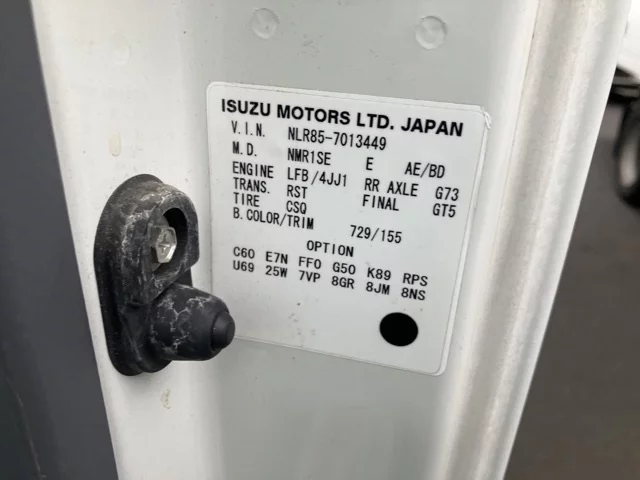 ISUZU MOTORS LTD. JAPAN
V.I.N. NLR85-7013449
M.D. NMR1SE E AE/BD
ENGINE LFB/4JJ1 RR AXLE G73
TRANS. RST FINAL GT5
TIRE CSQ
B.COLOR/TRIM 729/155
OPTION
C60 E7N FF0 G50 K89 RPS
U69 25W 7VP 8GR 8JM 8NS